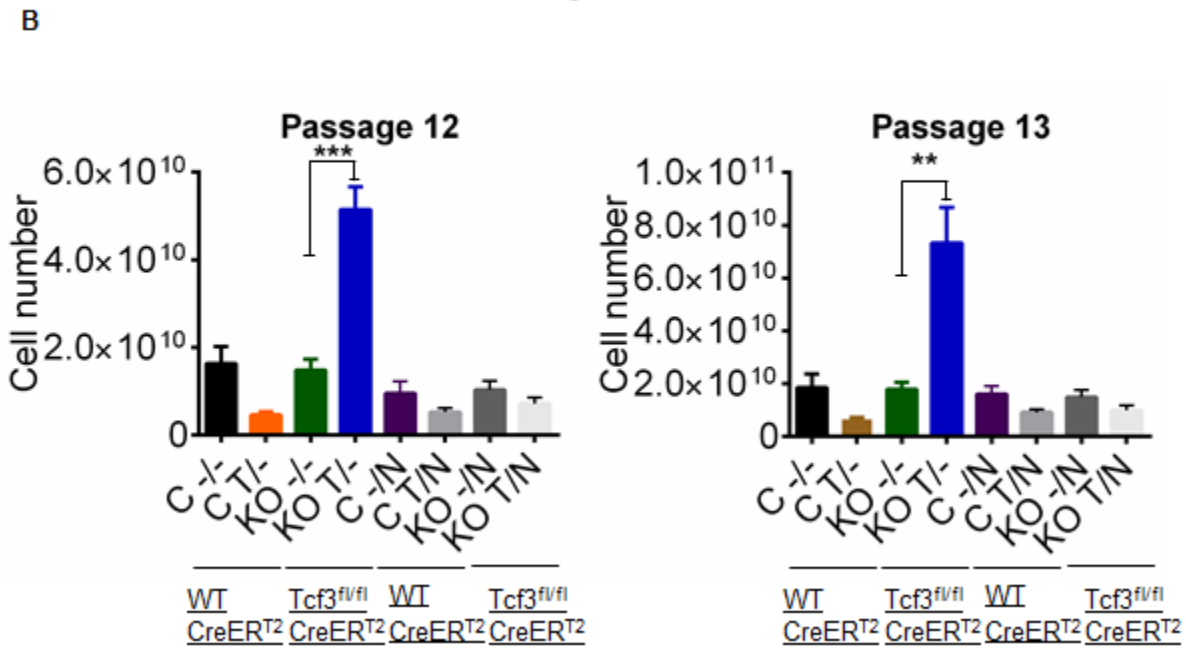 B
Passage 12
***
6.0×10¹⁰
4.0×10¹⁰
2.0×10¹⁰
0
Cell number
C -/-
C T/-
KO -/-
KO T/-
C -/N
C T/N
KO -/N
KO T/N
WT CreERᵀ²
Tcf3ᶠˡ/ᶠˡ CreERᵀ²
WT CreERᵀ²
Tcf3ᶠˡ/ᶠˡ CreERᵀ²
Passage 13
**
1.0×10¹¹
8.0×10¹⁰
6.0×10¹⁰
4.0×10¹⁰
2.0×10¹⁰
0
Cell number
C -/-
C T/-
KO -/-
KO T/-
C -/N
C T/N
KO -/N
KO T/N
WT CreERᵀ²
Tcf3ᶠˡ/ᶠˡ CreERᵀ²
WT CreERᵀ²
Tcf3ᶠˡ/ᶠˡ CreERᵀ²